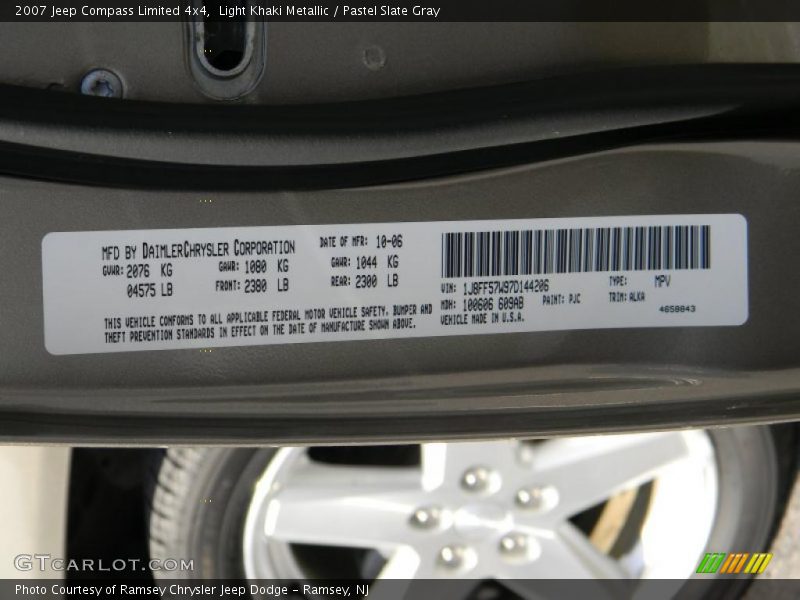 2007 Jeep Compass Limited 4x4,  Light Khaki Metallic / Pastel Slate Gray
MFD BY DAIMLERCHRYSLER CORPORATION DATE OF MFR: 10-06
GVWR: 2076 KG GAWR: 1080 KG GAWR: 1044 KG
04575 LB FRONT: 2380 LB REAR: 2300 LB
THIS VEHICLE CONFORMS TO ALL APPLICABLE FEDERAL MOTOR VEHICLE SAFETY, BUMPER AND
THEFT PREVENTION STANDARDS IN EFFECT ON THE DATE OF MANUFACTURE SHOWN ABOVE.
VIN: 1J8FF57W97D144206 TYPE: MPV
MDH: 100606 609AB PAINT: PJC TRIM: ALKA
VEHICLE MADE IN U.S.A. 4658843
GTCARLOT.COM
Photo Courtesy of Ramsey Chrysler Jeep Dodge - Ramsey, NJ